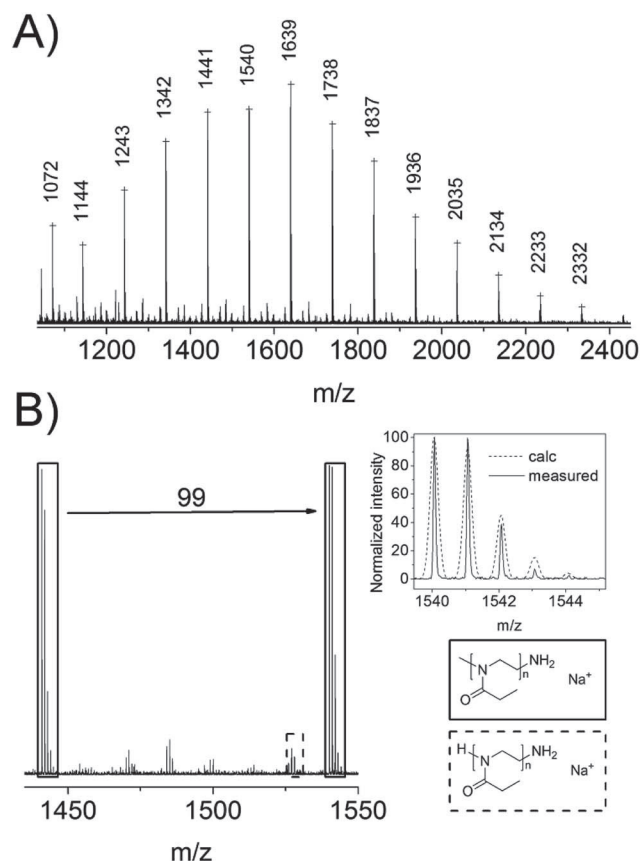 A)
1072
1144
1243
1342
1441
1540
1639
1738
1837
1936
2035
2134
2233
2332
1200 1400 1600 1800 2000 2200 2400
m/z
B)
99
1450 1500 1550
m/z
Normalized intensity
100
80
60
40
20
0
calc
measured
1540 1542 1544
m/z
N
n
NH2
O
Na+
H
N
n
NH2
O
Na+